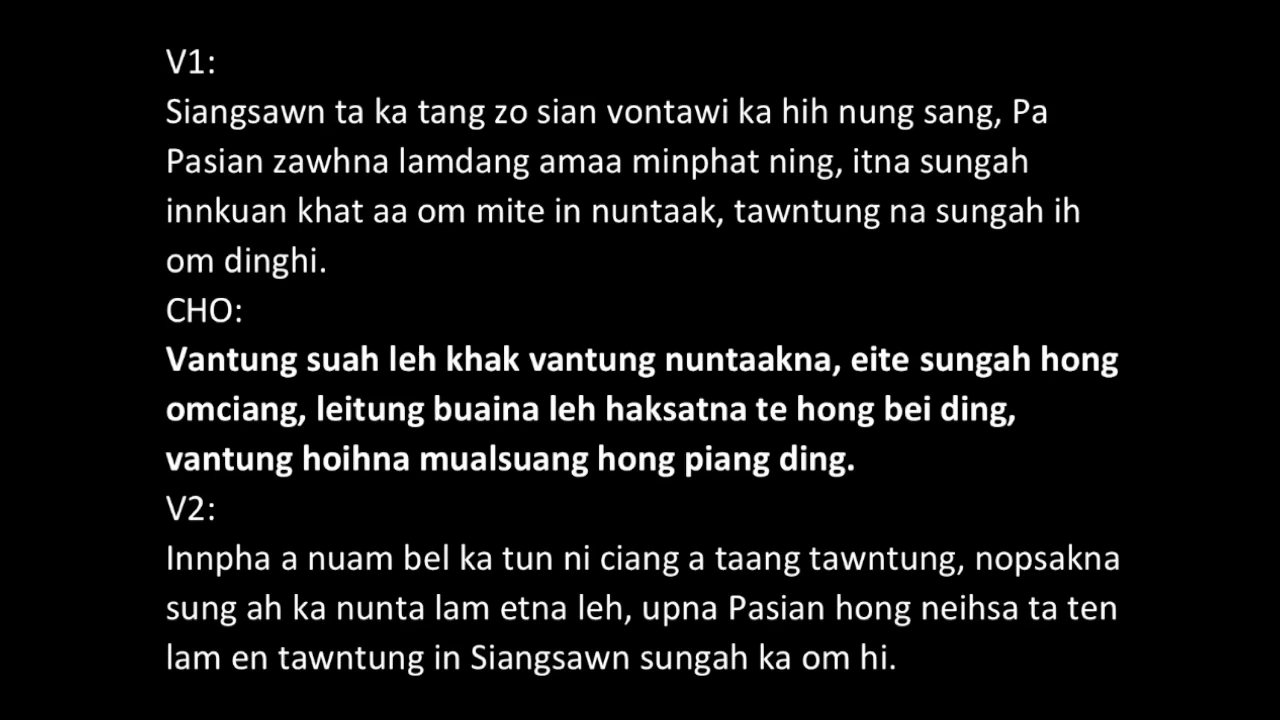 V1:
Siangsawn ta ka tang zo sian vontawi ka hih nung sang, Pa
Pasian zawhna lamdang amaa minphat ning, itna sungah
innkuan khat aa om mite in nuntaak, tawntung na sungah ih
om dinghi.
CHO:
Vantung suah leh khak vantung nuntaakna, eite sungah hong
omciang, leitung buaina leh haksatna te hong bei ding,
vantung hoihna mualsuang hong piang ding.
V2:
Innpha a nuam bel ka tun ni ciang a taang tawntung, nopsakna
sung ah ka nunta lam etna leh, upna Pasian hong neihsa ta ten
lam en tawntung in Siangsawn sungah ka om hi.